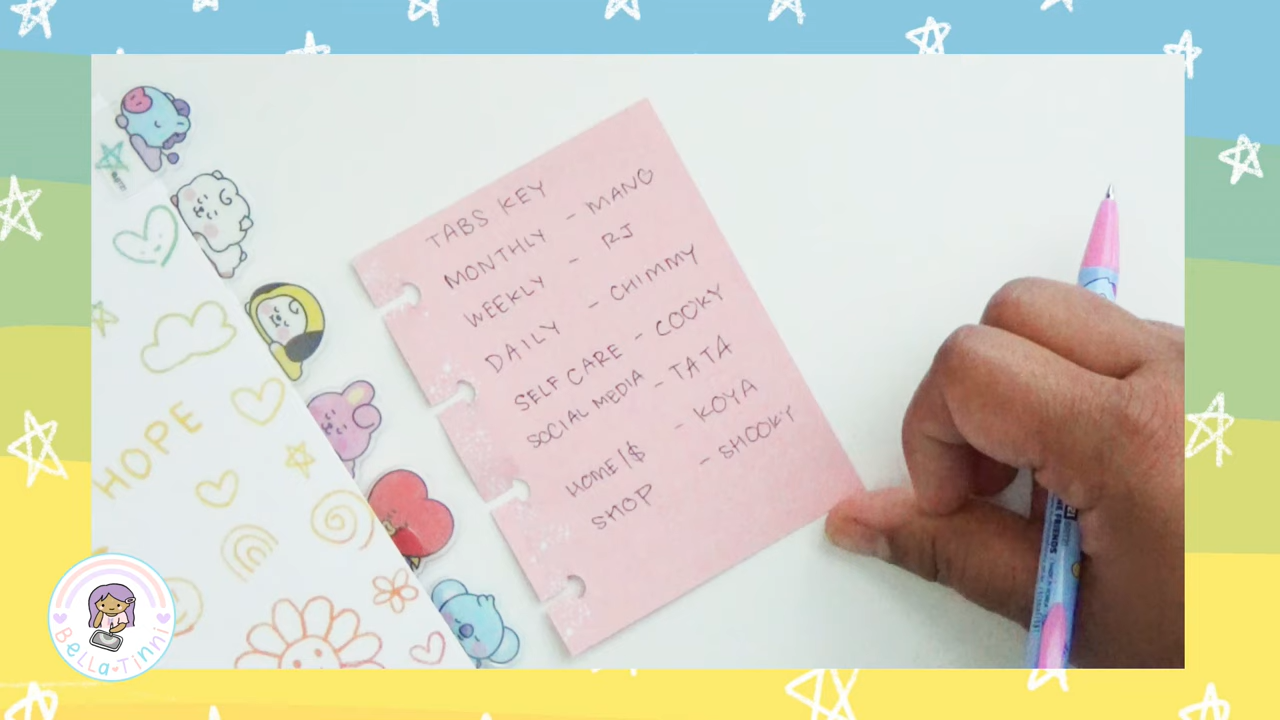 TABS KEY
MONTHLY - MANG
WEEKLY - RJ
DAILY - CHIMMY
SELF CARE - COOKY
SOCIAL MEDIA - TATA
HOME/$ - KOYA
SHOP - SHOOKY
HOPE
Bella Tinni